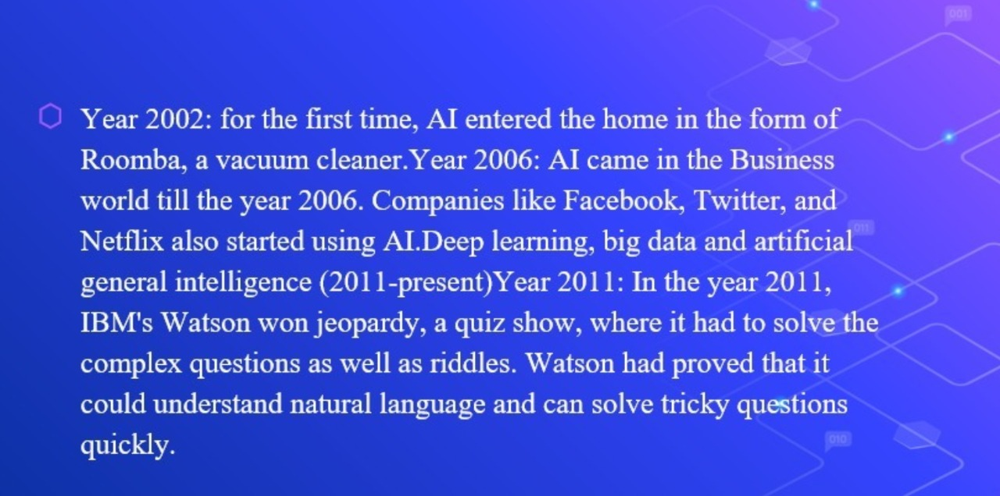 001
Year 2002: for the first time, AI entered the home in the form of
Roomba, a vacuum cleaner.Year 2006: AI came in the Business
world till the year 2006. Companies like Facebook, Twitter, and
Netflix also started using AI.Deep learning, big data and artificial
011
general intelligence (2011-present)Year 2011: In the year 2011,
IBM's Watson won jeopardy, a quiz show, where it had to solve the
complex questions as well as riddles. Watson had proved that it
could understand natural language and can solve tricky questions
010
quickly.